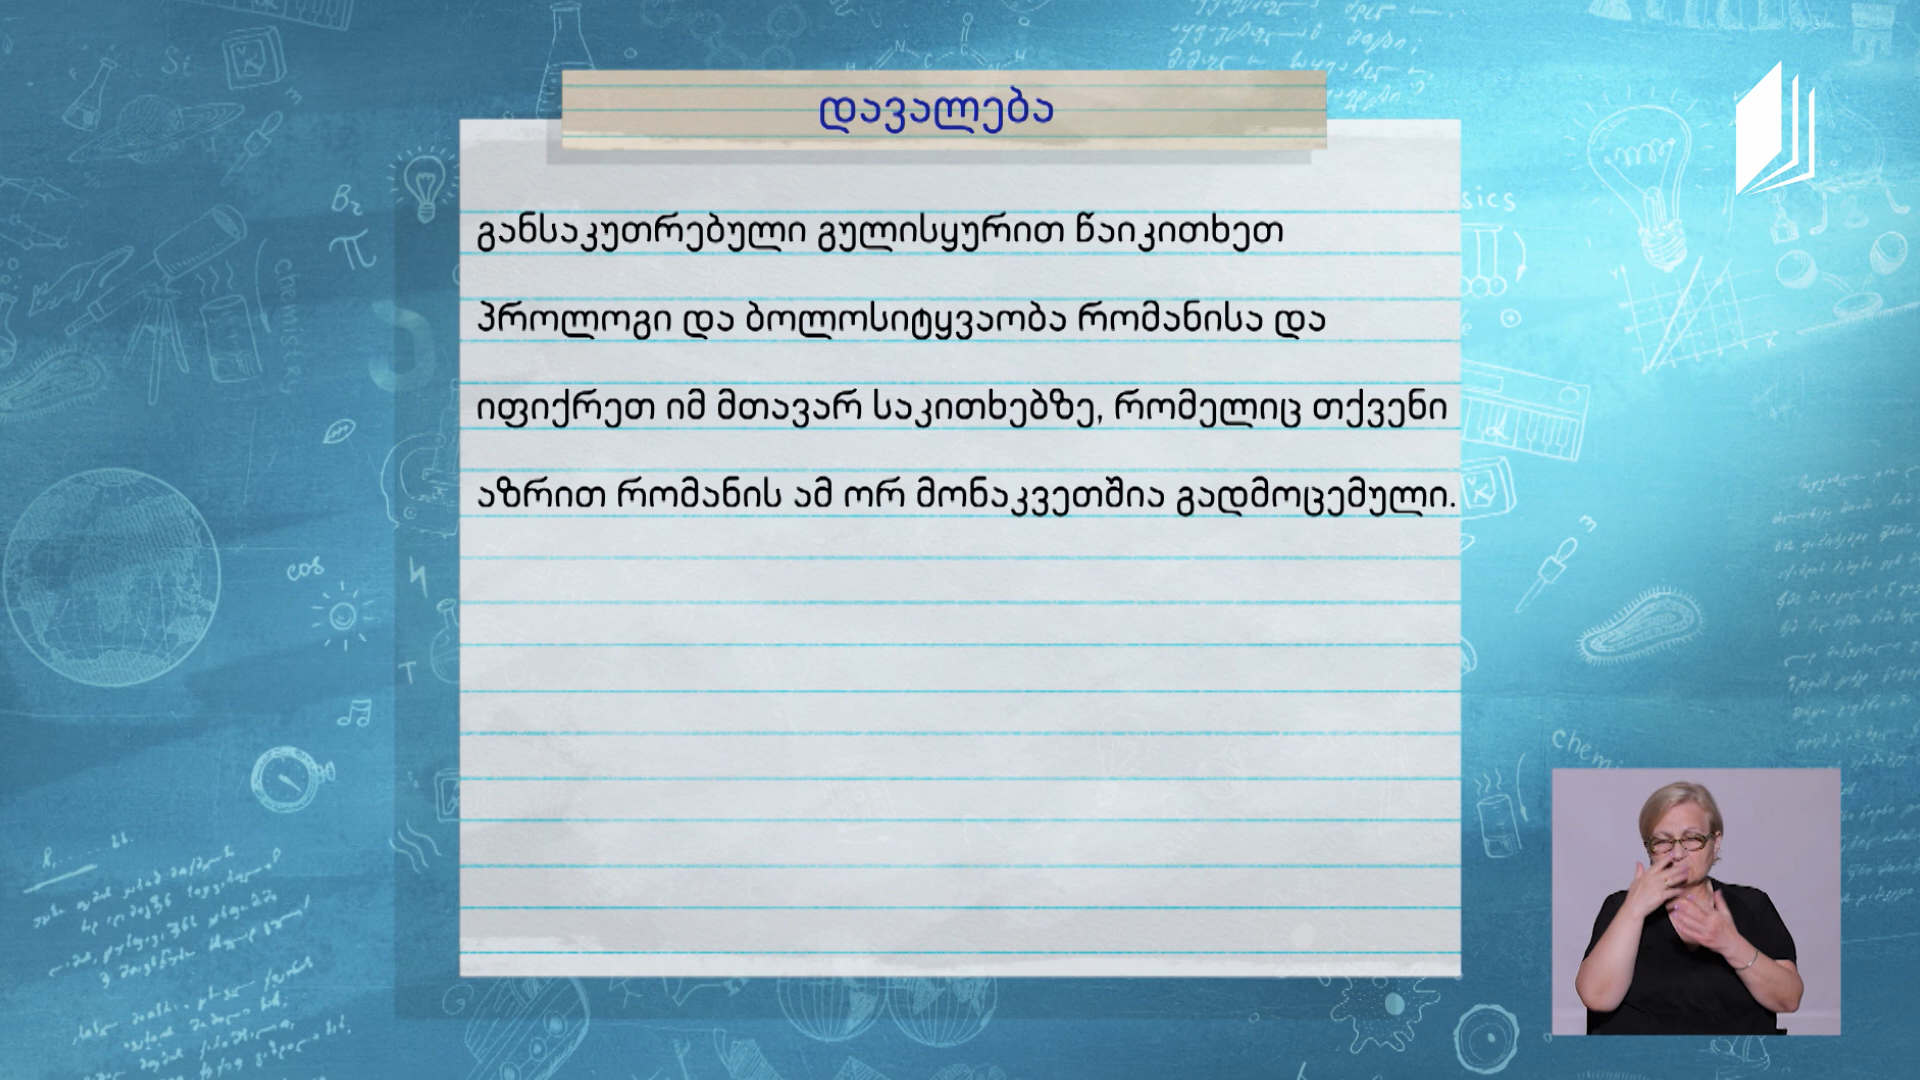 დავალება
განსაკუთრებული გულისყურით წაიკითხეთ
პროლოგი და ბოლოსიტყვაობა რომანისა და
იფიქრეთ იმ მთავარ საკითხებზე, რომელიც თქვენი
აზრით რომანის ამ ორ მონაკვეთშია გადმოცემული.